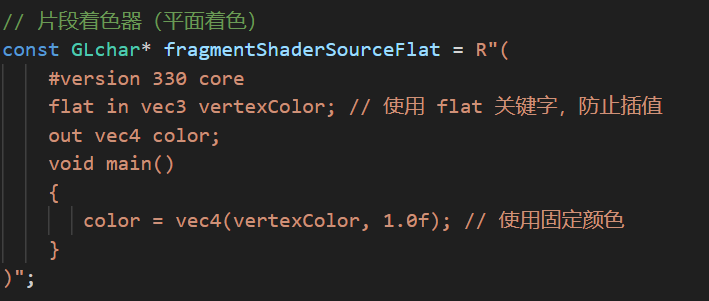 // 片段着色器（平面着色）
const GLchar* fragmentShaderSourceFlat = R"(
    #version 330 core
    flat in vec3 vertexColor; // 使用 flat 关键字，防止插值
    out vec4 color;
    void main()
    {
       color = vec4(vertexColor, 1.0f); // 使用固定颜色
    }
)";